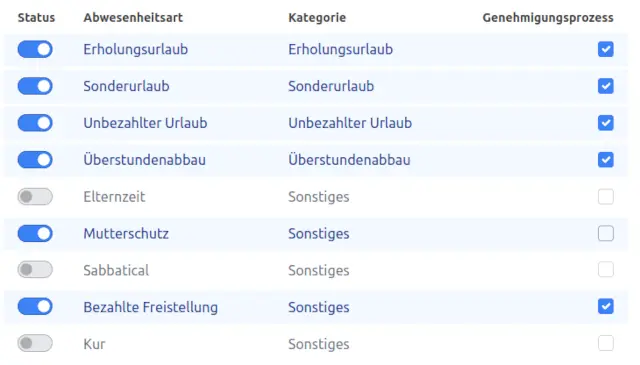 Status Abwesenheitsart Kategorie Genehmigungsprozess
Erholungsurlaub Erholungsurlaub
Sonderurlaub Sonderurlaub
Unbezahlter Urlaub Unbezahlter Urlaub
Überstundenabbau Überstundenabbau
Elternzeit Sonstiges
Mutterschutz Sonstiges
Sabbatical Sonstiges
Bezahlte Freistellung Sonstiges
Kur Sonstiges